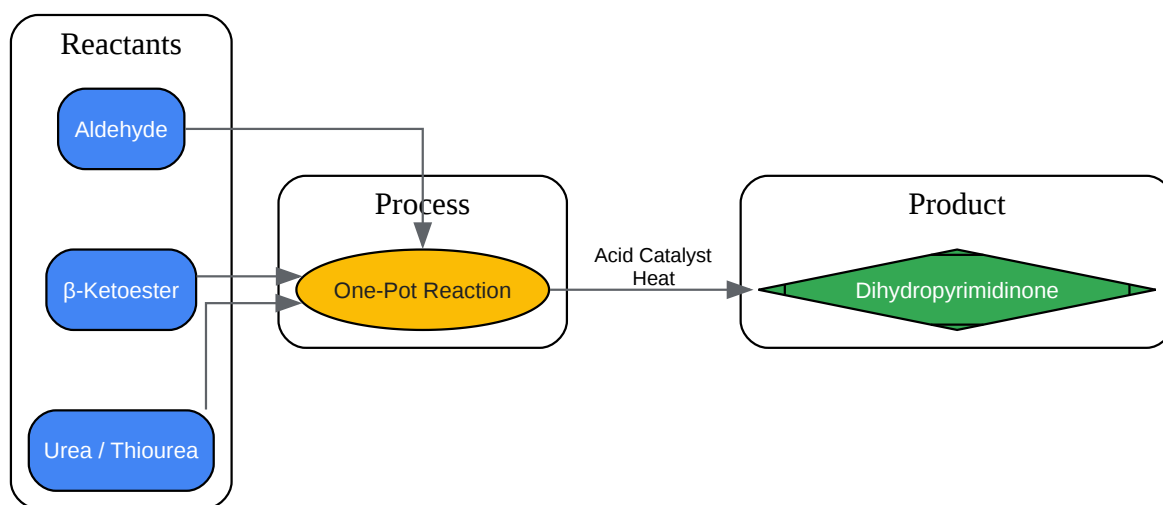 Reactants
Aldehyde
β-Ketoester
Urea / Thiourea
Process
One-Pot Reaction
Acid Catalyst
Heat
Product
Dihydropyrimidinone